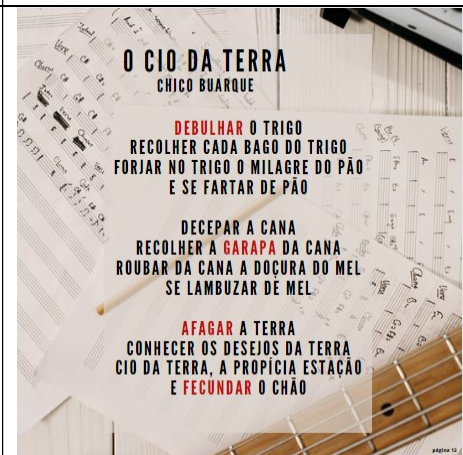 O CIO DA TERRA
CHICO BUARQUE
DEBULHAR O TRIGO
RECOLHER CADA BAGO DO TRIGO
FORJAR NO TRIGO O MILAGRE DO PÃO
E SE FARTAR DE PÃO
DECEPAR A CANA
RECOLHER A GARAPA DA CANA
ROUBAR DA CANA A DOÇURA DO MEL
SE LAMBUZAR DE MEL
AFAGAR A TERRA
CONHECER OS DESEJOS DA TERRA
CIO DA TERRA, A PROPÍCIA ESTAÇÃO
E FECUNDAR O CHÃO
página 12